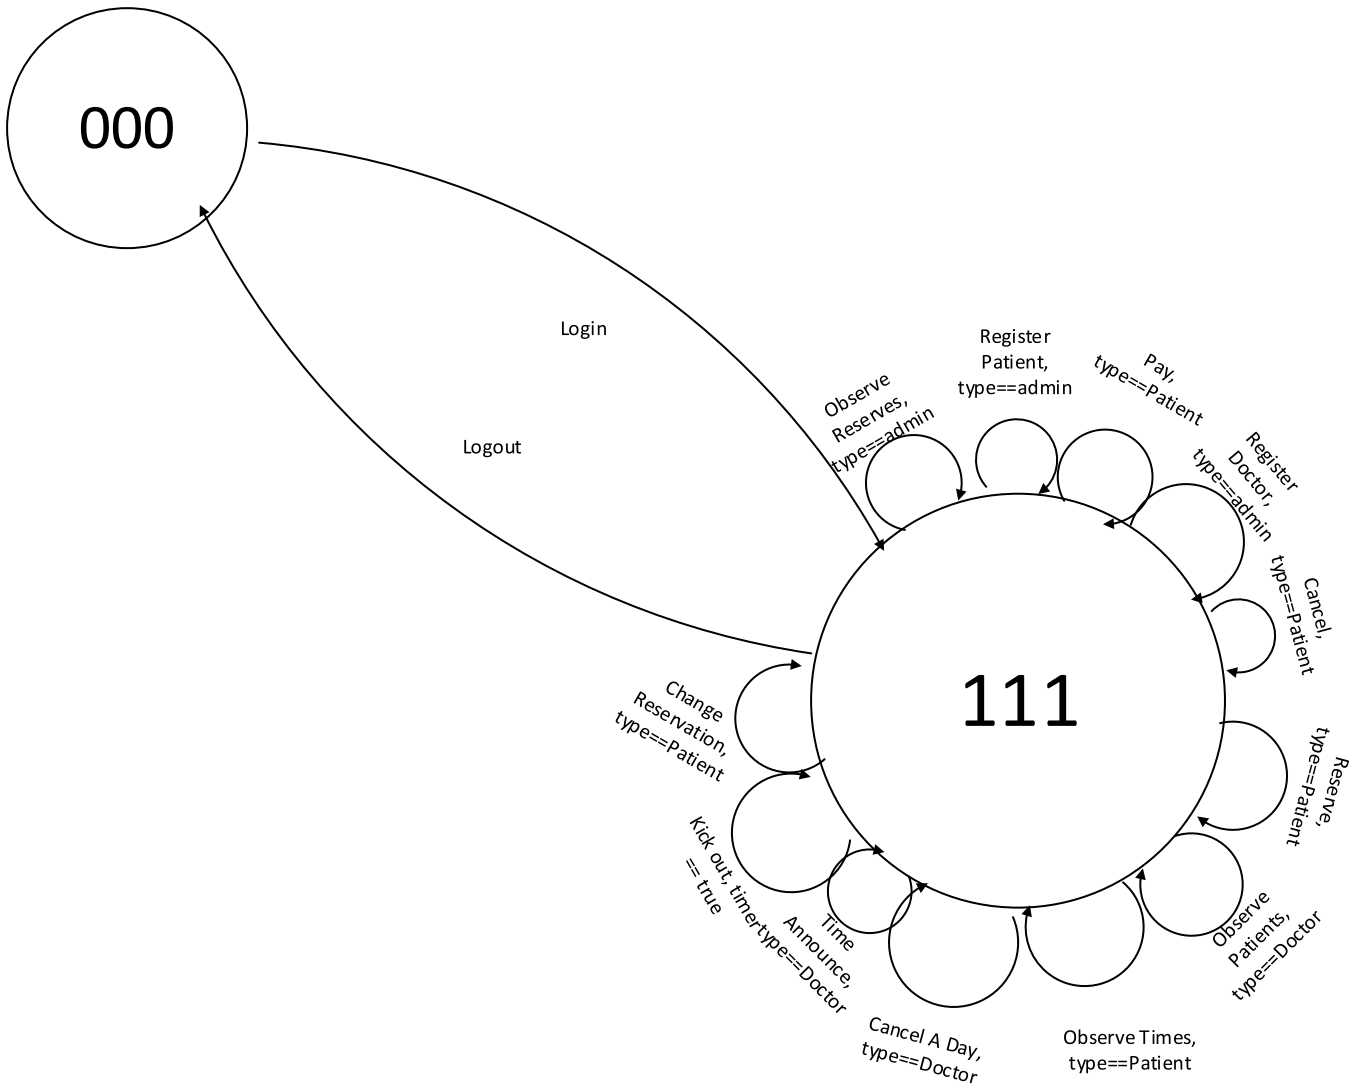 000
Login
Logout
Observe
Reserves,
type==admin
Register
Patient,
type==admin
Pay,
type==Patient
Register
Doctor,
type==admin
Cancel,
type==Patient
111
Reserve,
type==Patient
Observe
Patients,
type==Doctor
Observe Times,
type==Patient
Cancel A Day,
type==Doctor
Time
Announce,
type==Doctor
Kick out, timer
== true
Change
Reservation,
type==Patient